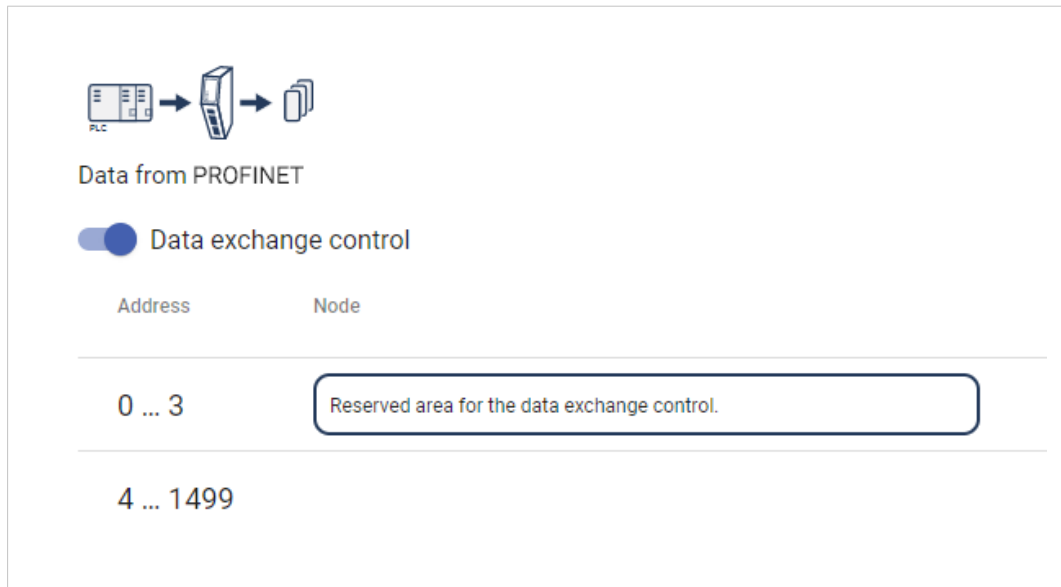 PLC
Data from PROFINET
Data exchange control
Address Node
0 ... 3 Reserved area for the data exchange control.
4 ... 1499